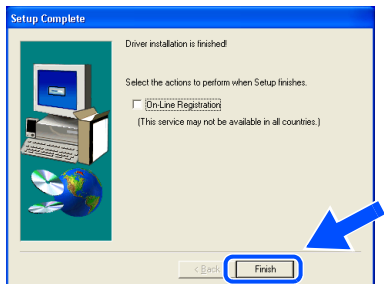 Setup Complete
Driver installation is finished!
Select the actions to perform when Setup finishes.
On-Line Registration
(This service may not be available in all countries.)
< Back
Finish